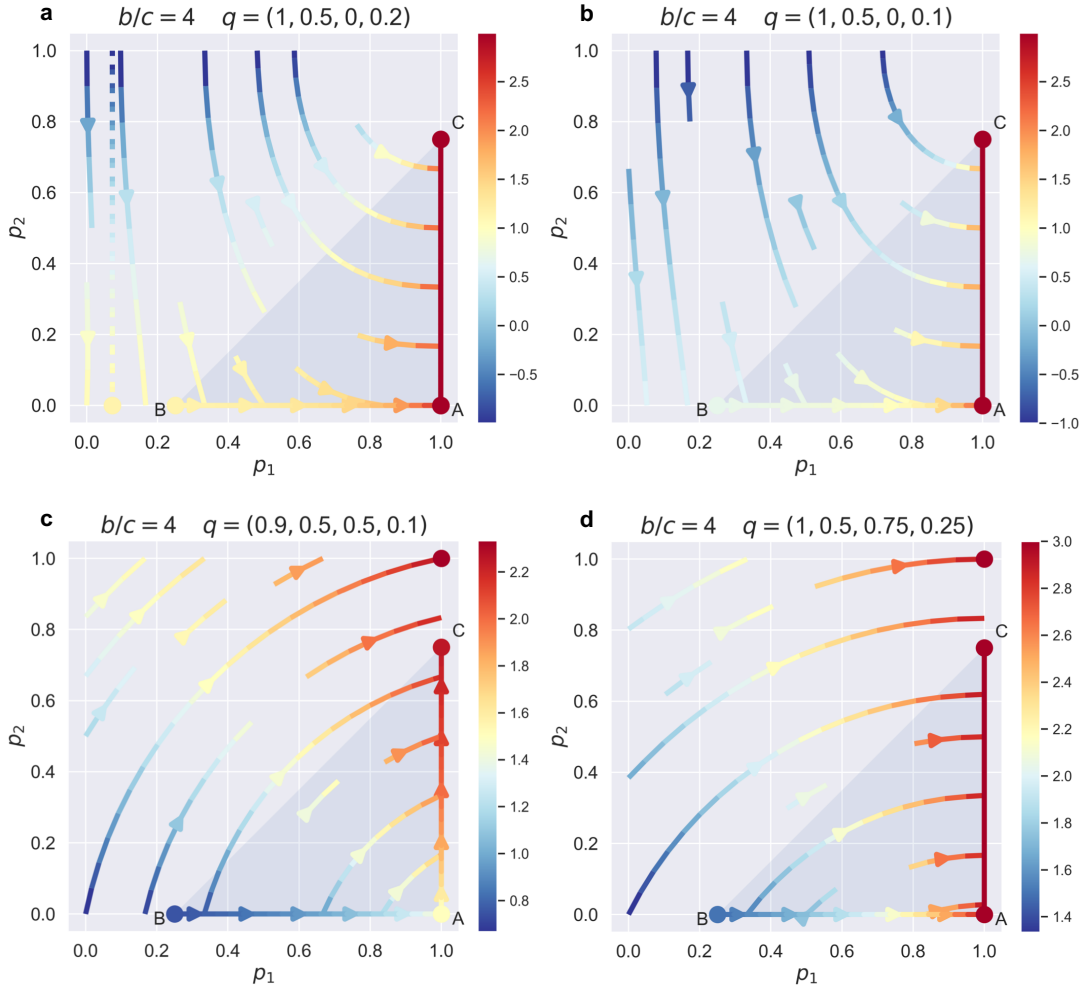 a
b/c = 4 q = (1, 0.5, 0, 0.2)
1.0
0.8
0.6
0.4
0.2
0.0
p₂
0.0 0.2 0.4 0.6 0.8 1.0
p₁
C
B
A
2.5
2.0
1.5
1.0
0.5
0.0
−0.5
b
b/c = 4 q = (1, 0.5, 0, 0.1)
1.0
0.8
0.6
0.4
0.2
0.0
p₂
0.0 0.2 0.4 0.6 0.8 1.0
p₁
C
B
A
2.5
2.0
1.5
1.0
0.5
0.0
−0.5
−1.0
c
b/c = 4 q = (0.9, 0.5, 0.5, 0.1)
1.0
0.8
0.6
0.4
0.2
0.0
p₂
0.0 0.2 0.4 0.6 0.8 1.0
p₁
C
B
A
2.2
2.0
1.8
1.6
1.4
1.2
1.0
0.8
d
b/c = 4 q = (1, 0.5, 0.75, 0.25)
1.0
0.8
0.6
0.4
0.2
0.0
p₂
0.0 0.2 0.4 0.6 0.8 1.0
p₁
C
B
A
3.0
2.8
2.6
2.4
2.2
2.0
1.8
1.6
1.4